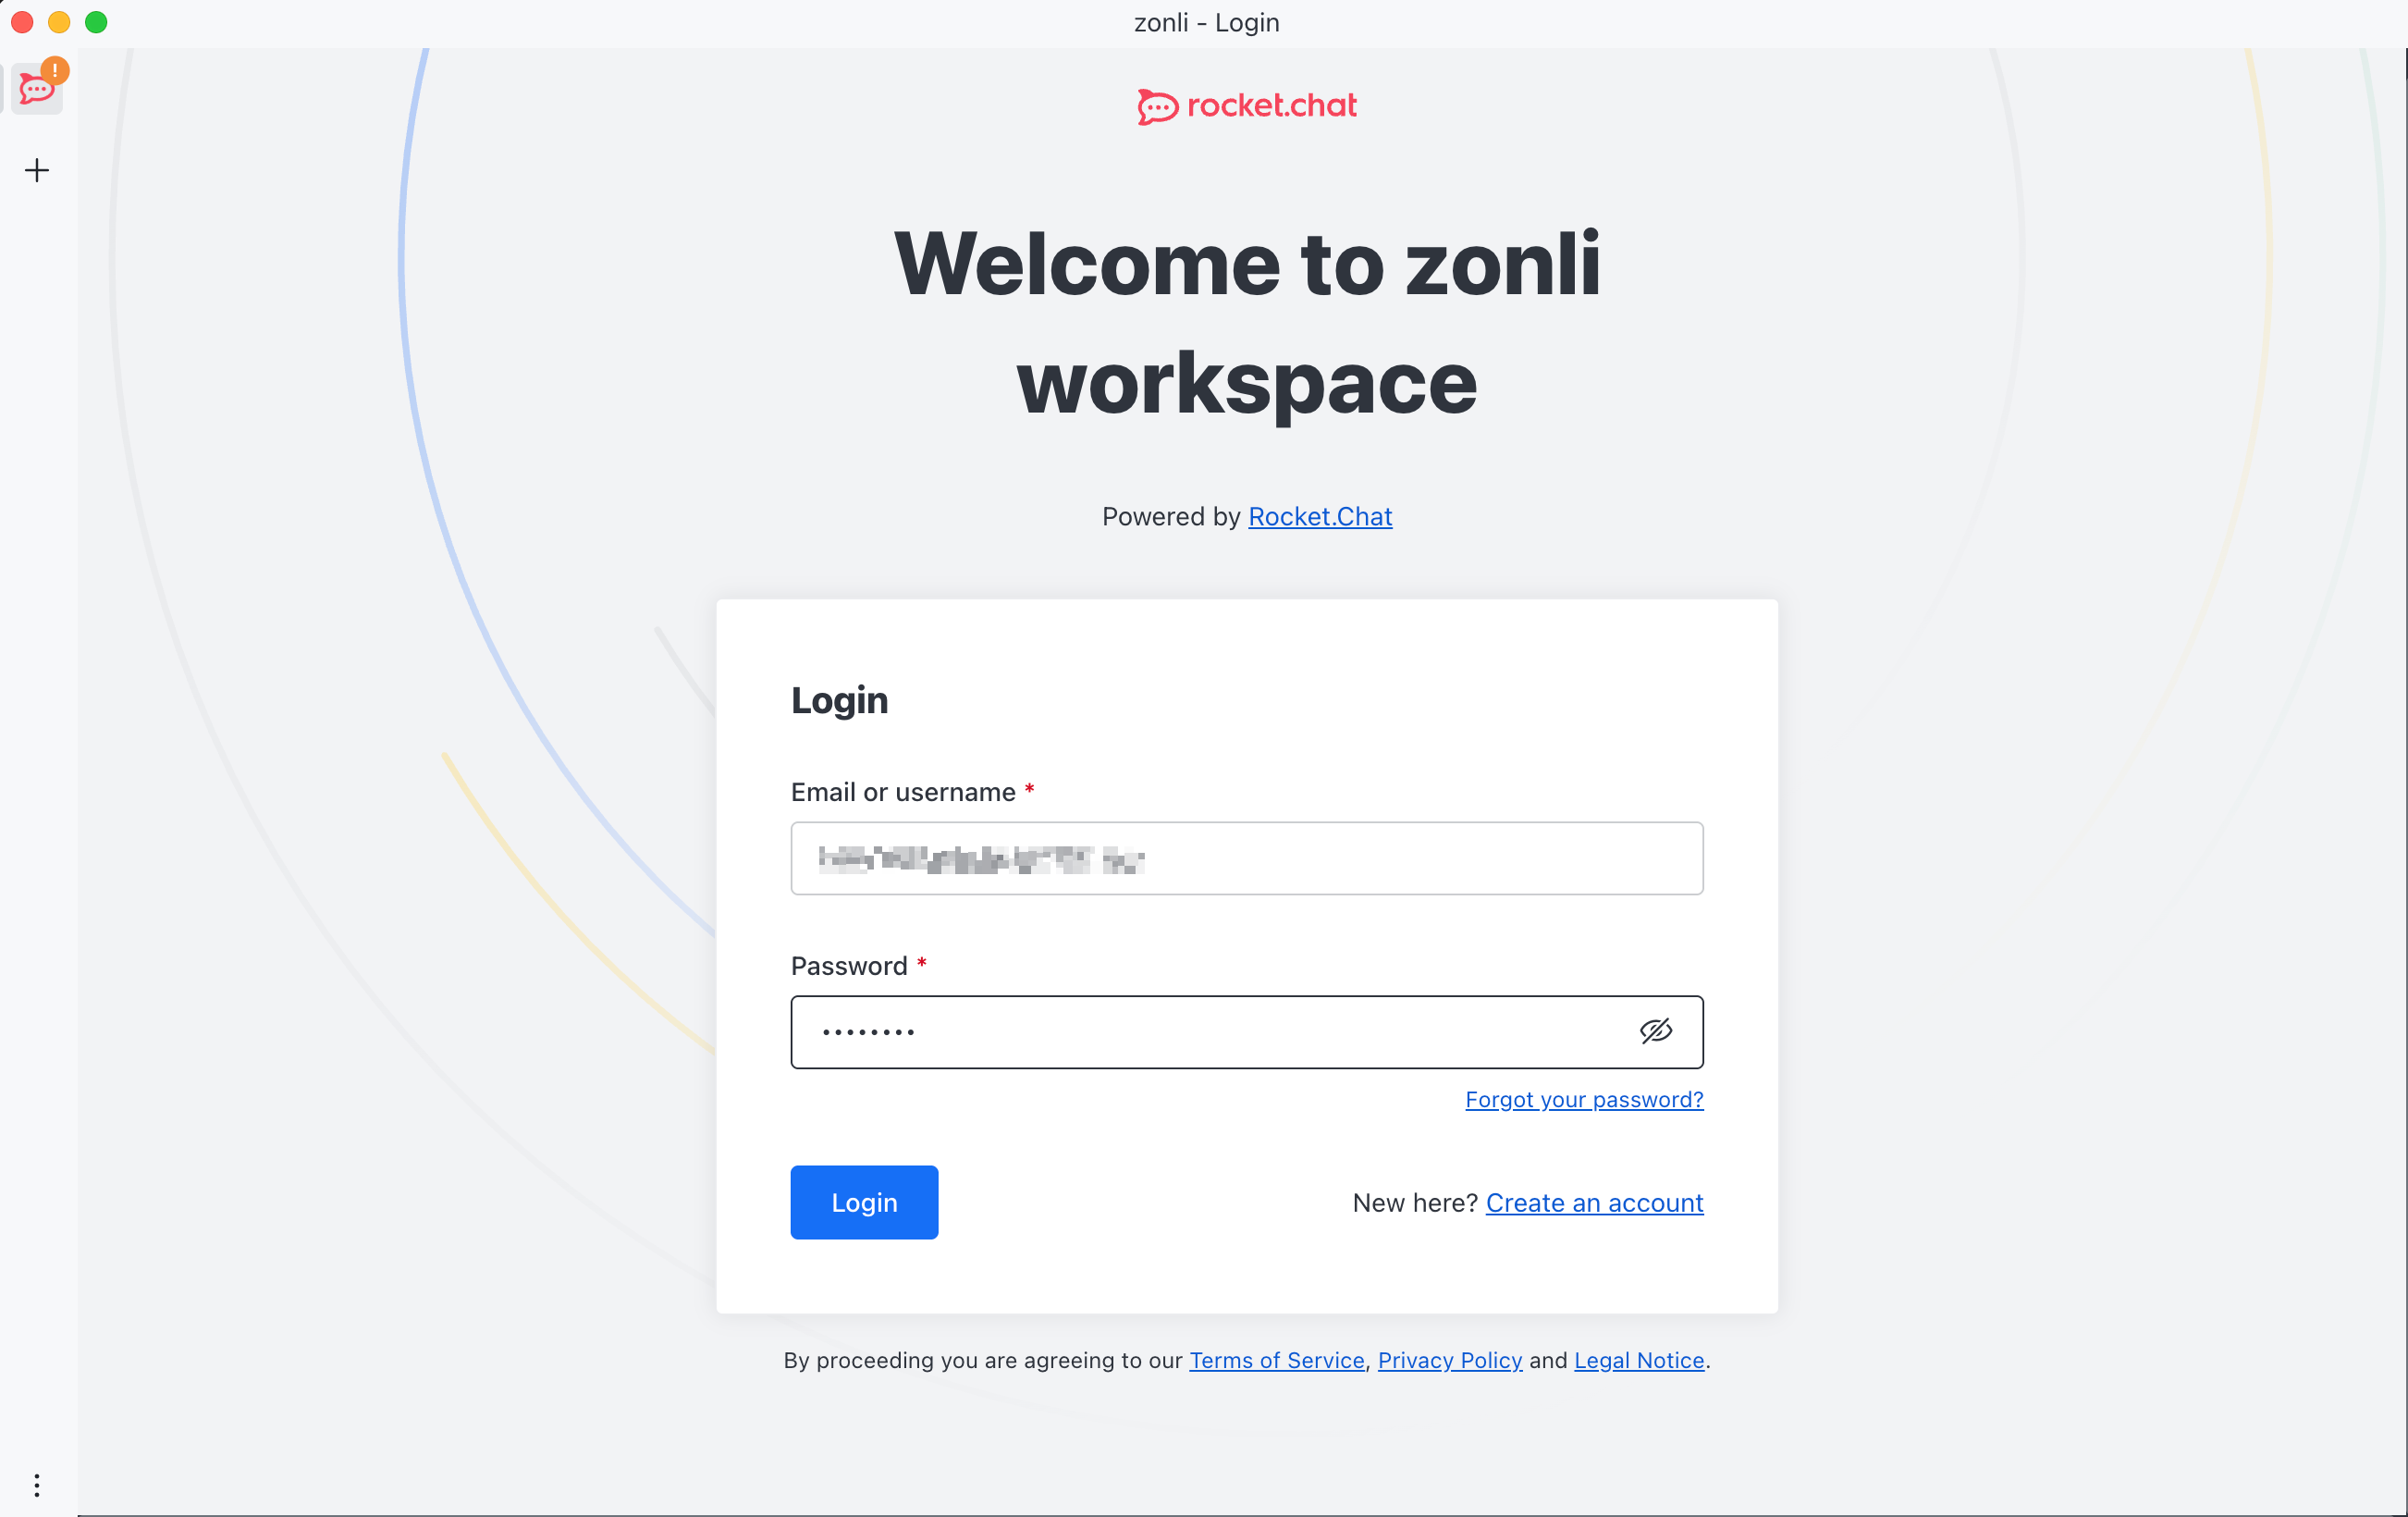 zonli - Login
!
rocket.chat
Welcome to zonli
workspace
Powered by Rocket.Chat
Login
Email or username *
Password *
••••••••
Forgot your password?
Login
New here? Create an account
By proceeding you are agreeing to our Terms of Service, Privacy Policy and Legal Notice.